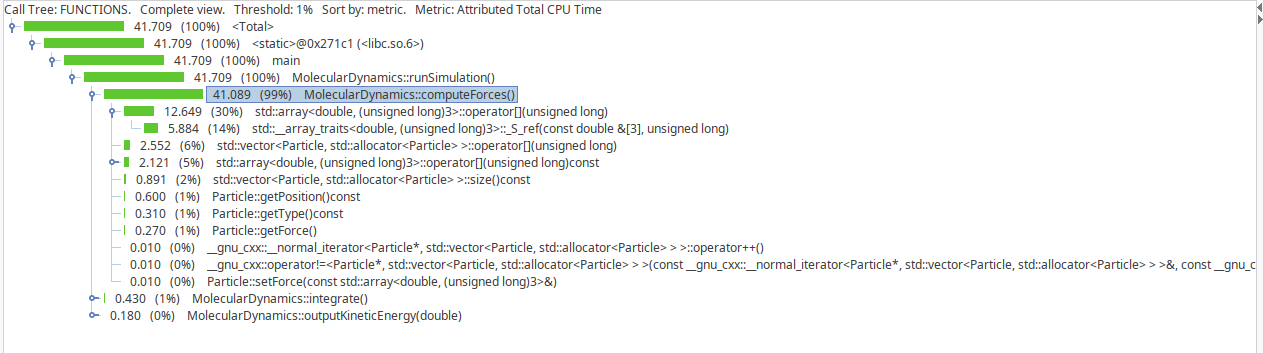 Call Tree: FUNCTIONS.   Complete view.   Threshold: 1%   Sort by: metric.   Metric: Attributed Total CPU Time
41.709   (100%)   <Total>
41.709   (100%)   <static>@0x271c1 (<libc.so.6>)
41.709   (100%)   main
41.709   (100%)   MolecularDynamics::runSimulation()
41.089   (99%)   MolecularDynamics::computeForces()
12.649   (30%)   std::array<double, (unsigned long)3>::operator[](unsigned long)
5.884   (14%)   std::__array_traits<double, (unsigned long)3>::_S_ref(const double &[3], unsigned long)
2.552   (6%)   std::vector<Particle, std::allocator<Particle> >::operator[](unsigned long)
2.121   (5%)   std::array<double, (unsigned long)3>::operator[](unsigned long)const
0.891   (2%)   std::vector<Particle, std::allocator<Particle> >::size()const
0.600   (1%)   Particle::getPosition()const
0.310   (1%)   Particle::getType()const
0.270   (1%)   Particle::getForce()
0.010   (0%)   __gnu_cxx::__normal_iterator<Particle*, std::vector<Particle, std::allocator<Particle> > >::operator++()
0.010   (0%)   __gnu_cxx::operator!=<Particle*, std::vector<Particle, std::allocator<Particle> > >(const __gnu_cxx::__normal_iterator<Particle*, std::vector<Particle, std::allocator<Particle> > >&, const __gnu_c
0.010   (0%)   Particle::setForce(const std::array<double, (unsigned long)3>&)
0.430   (1%)   MolecularDynamics::integrate()
0.180   (0%)   MolecularDynamics::outputKineticEnergy(double)